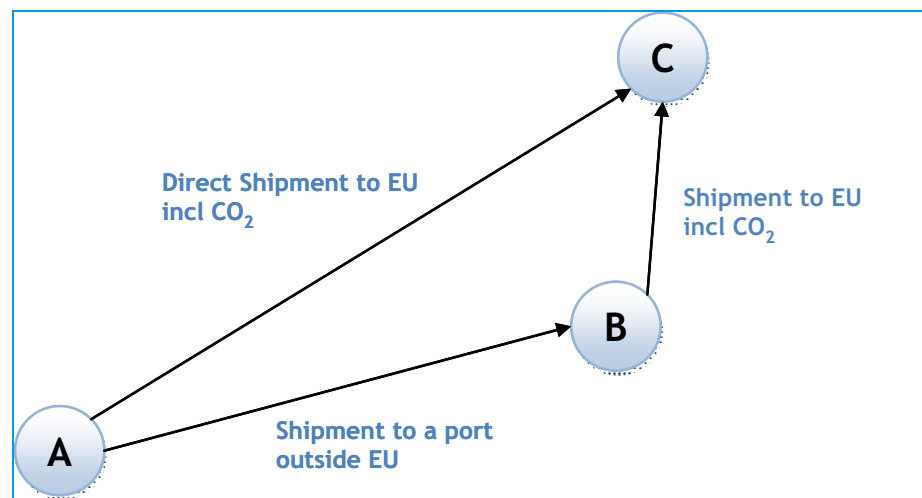 C
Direct Shipment to EU
incl CO₂
Shipment to EU
incl CO₂
B
Shipment to a port
outside EU
A